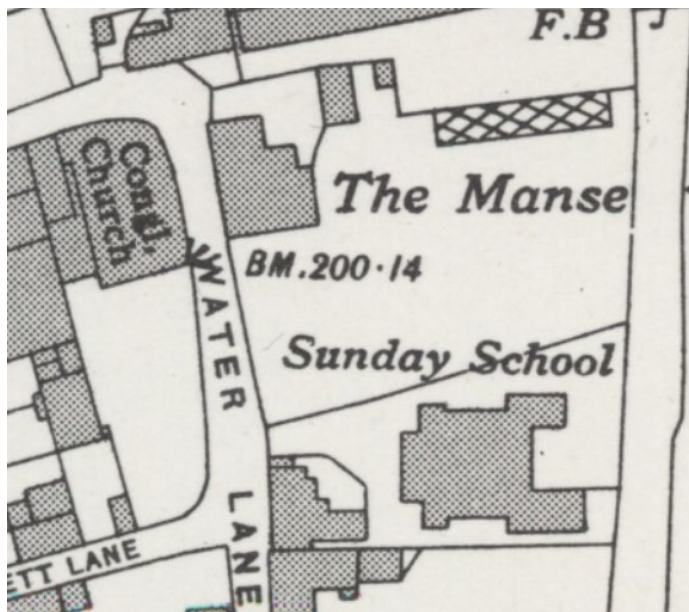 F.B
Congl.
Church
The Manse
BM.200·14
WATER LANE
Sunday School
ETT LANE